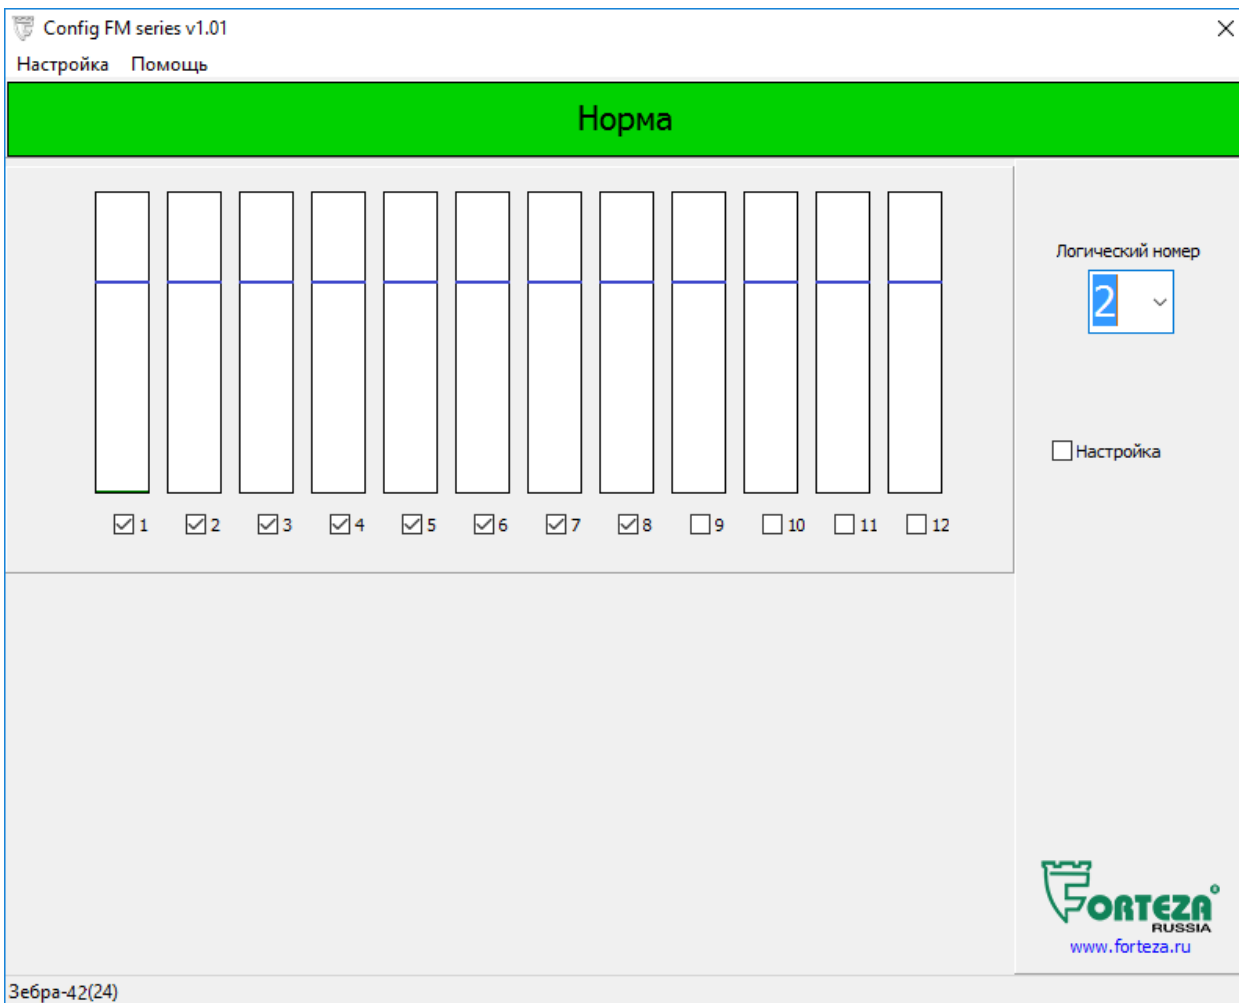 Config FM series v1.01
Настройка Помощь
Норма
Логический номер
2
Настройка
1 2 3 4 5 6 7 8 9 10 11 12
FORTEZA®
RUSSIA
www.forteza.ru
Зебра-42(24)